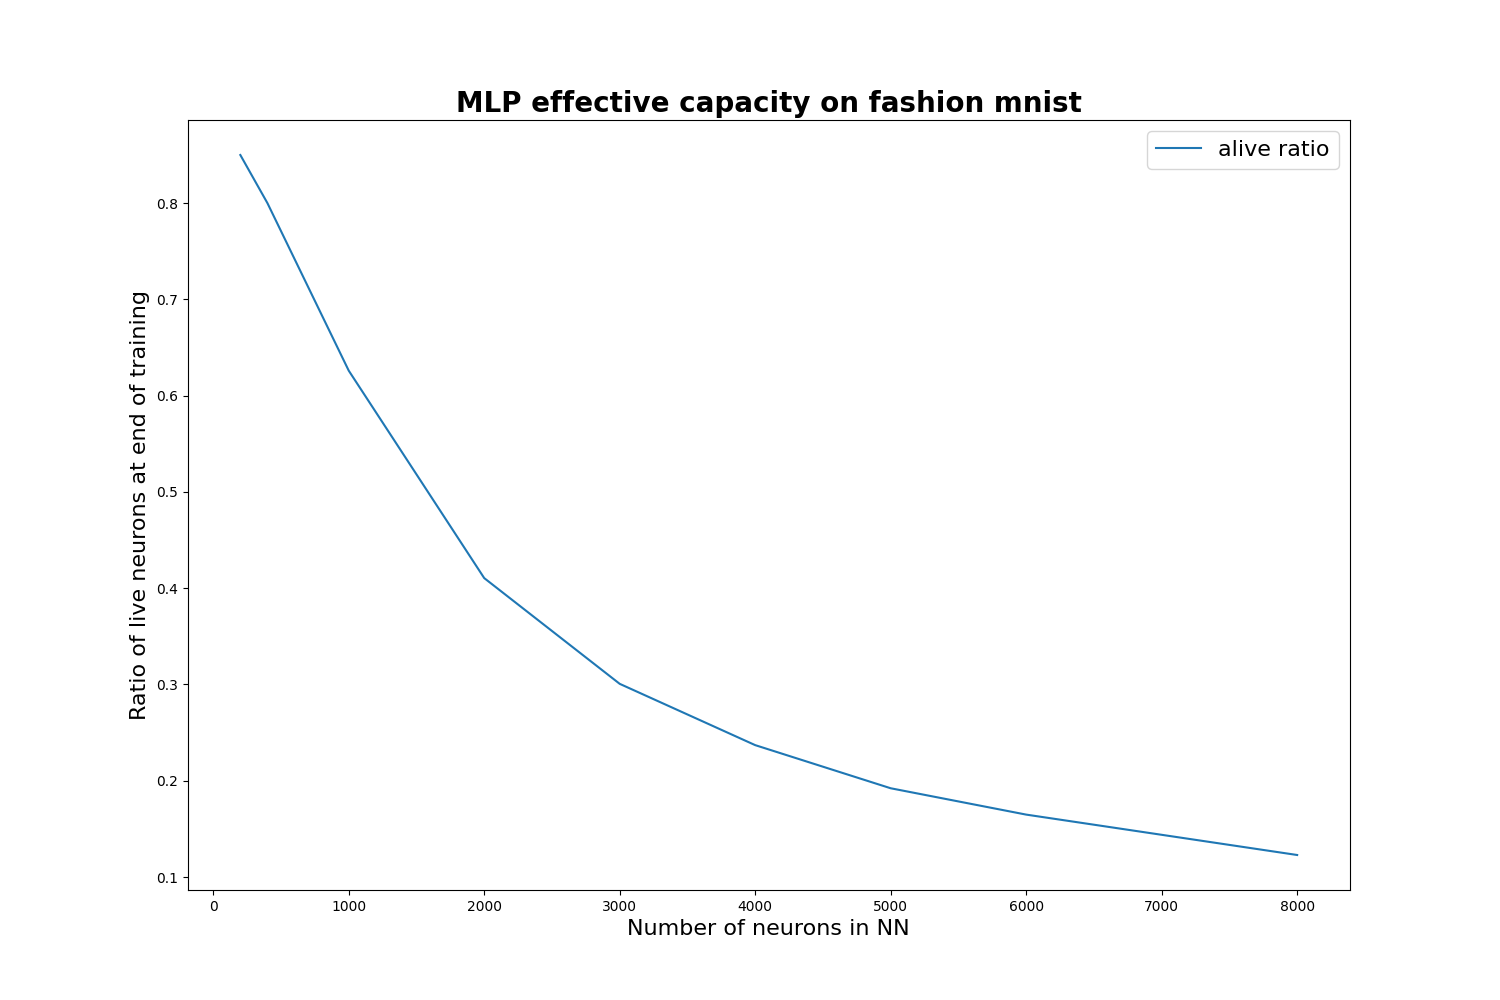 MLP effective capacity on fashion mnist
alive ratio
0.8
0.7
0.6
0.5
0.4
0.3
0.2
0.1
Ratio of live neurons at end of training
0 1000 2000 3000 4000 5000 6000 7000 8000
Number of neurons in NN